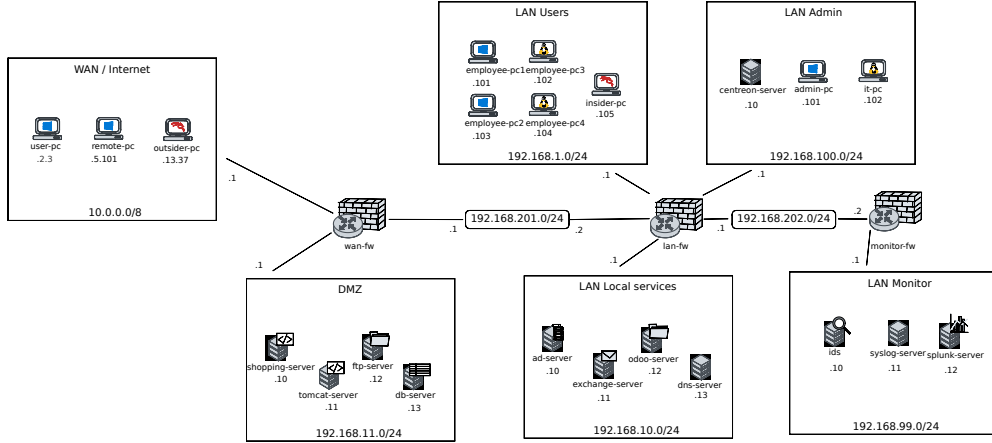 WAN / Internet
user-pc
.2.3
remote-pc
.5.101
outsider-pc
.13.37
10.0.0.0/8
LAN Users
employee-pc1
.101
employee-pc3
.102
employee-pc2
.103
employee-pc4
.104
insider-pc
.105
192.168.1.0/24
LAN Admin
centreon-server
.10
admin-pc
.101
it-pc
.102
192.168.100.0/24
.1
.1
.1
wan-fw
.1
192.168.201.0/24
.2
lan-fw
.1
192.168.202.0/24
.2
monitor-fw
.1
.1
.1
DMZ
shopping-server
.10
tomcat-server
.11
ftp-server
.12
db-server
.13
192.168.11.0/24
LAN Local services
ad-server
.10
exchange-server
.11
odoo-server
.12
dns-server
.13
192.168.10.0/24
LAN Monitor
ids
.10
syslog-server
.11
splunk-server
.12
192.168.99.0/24